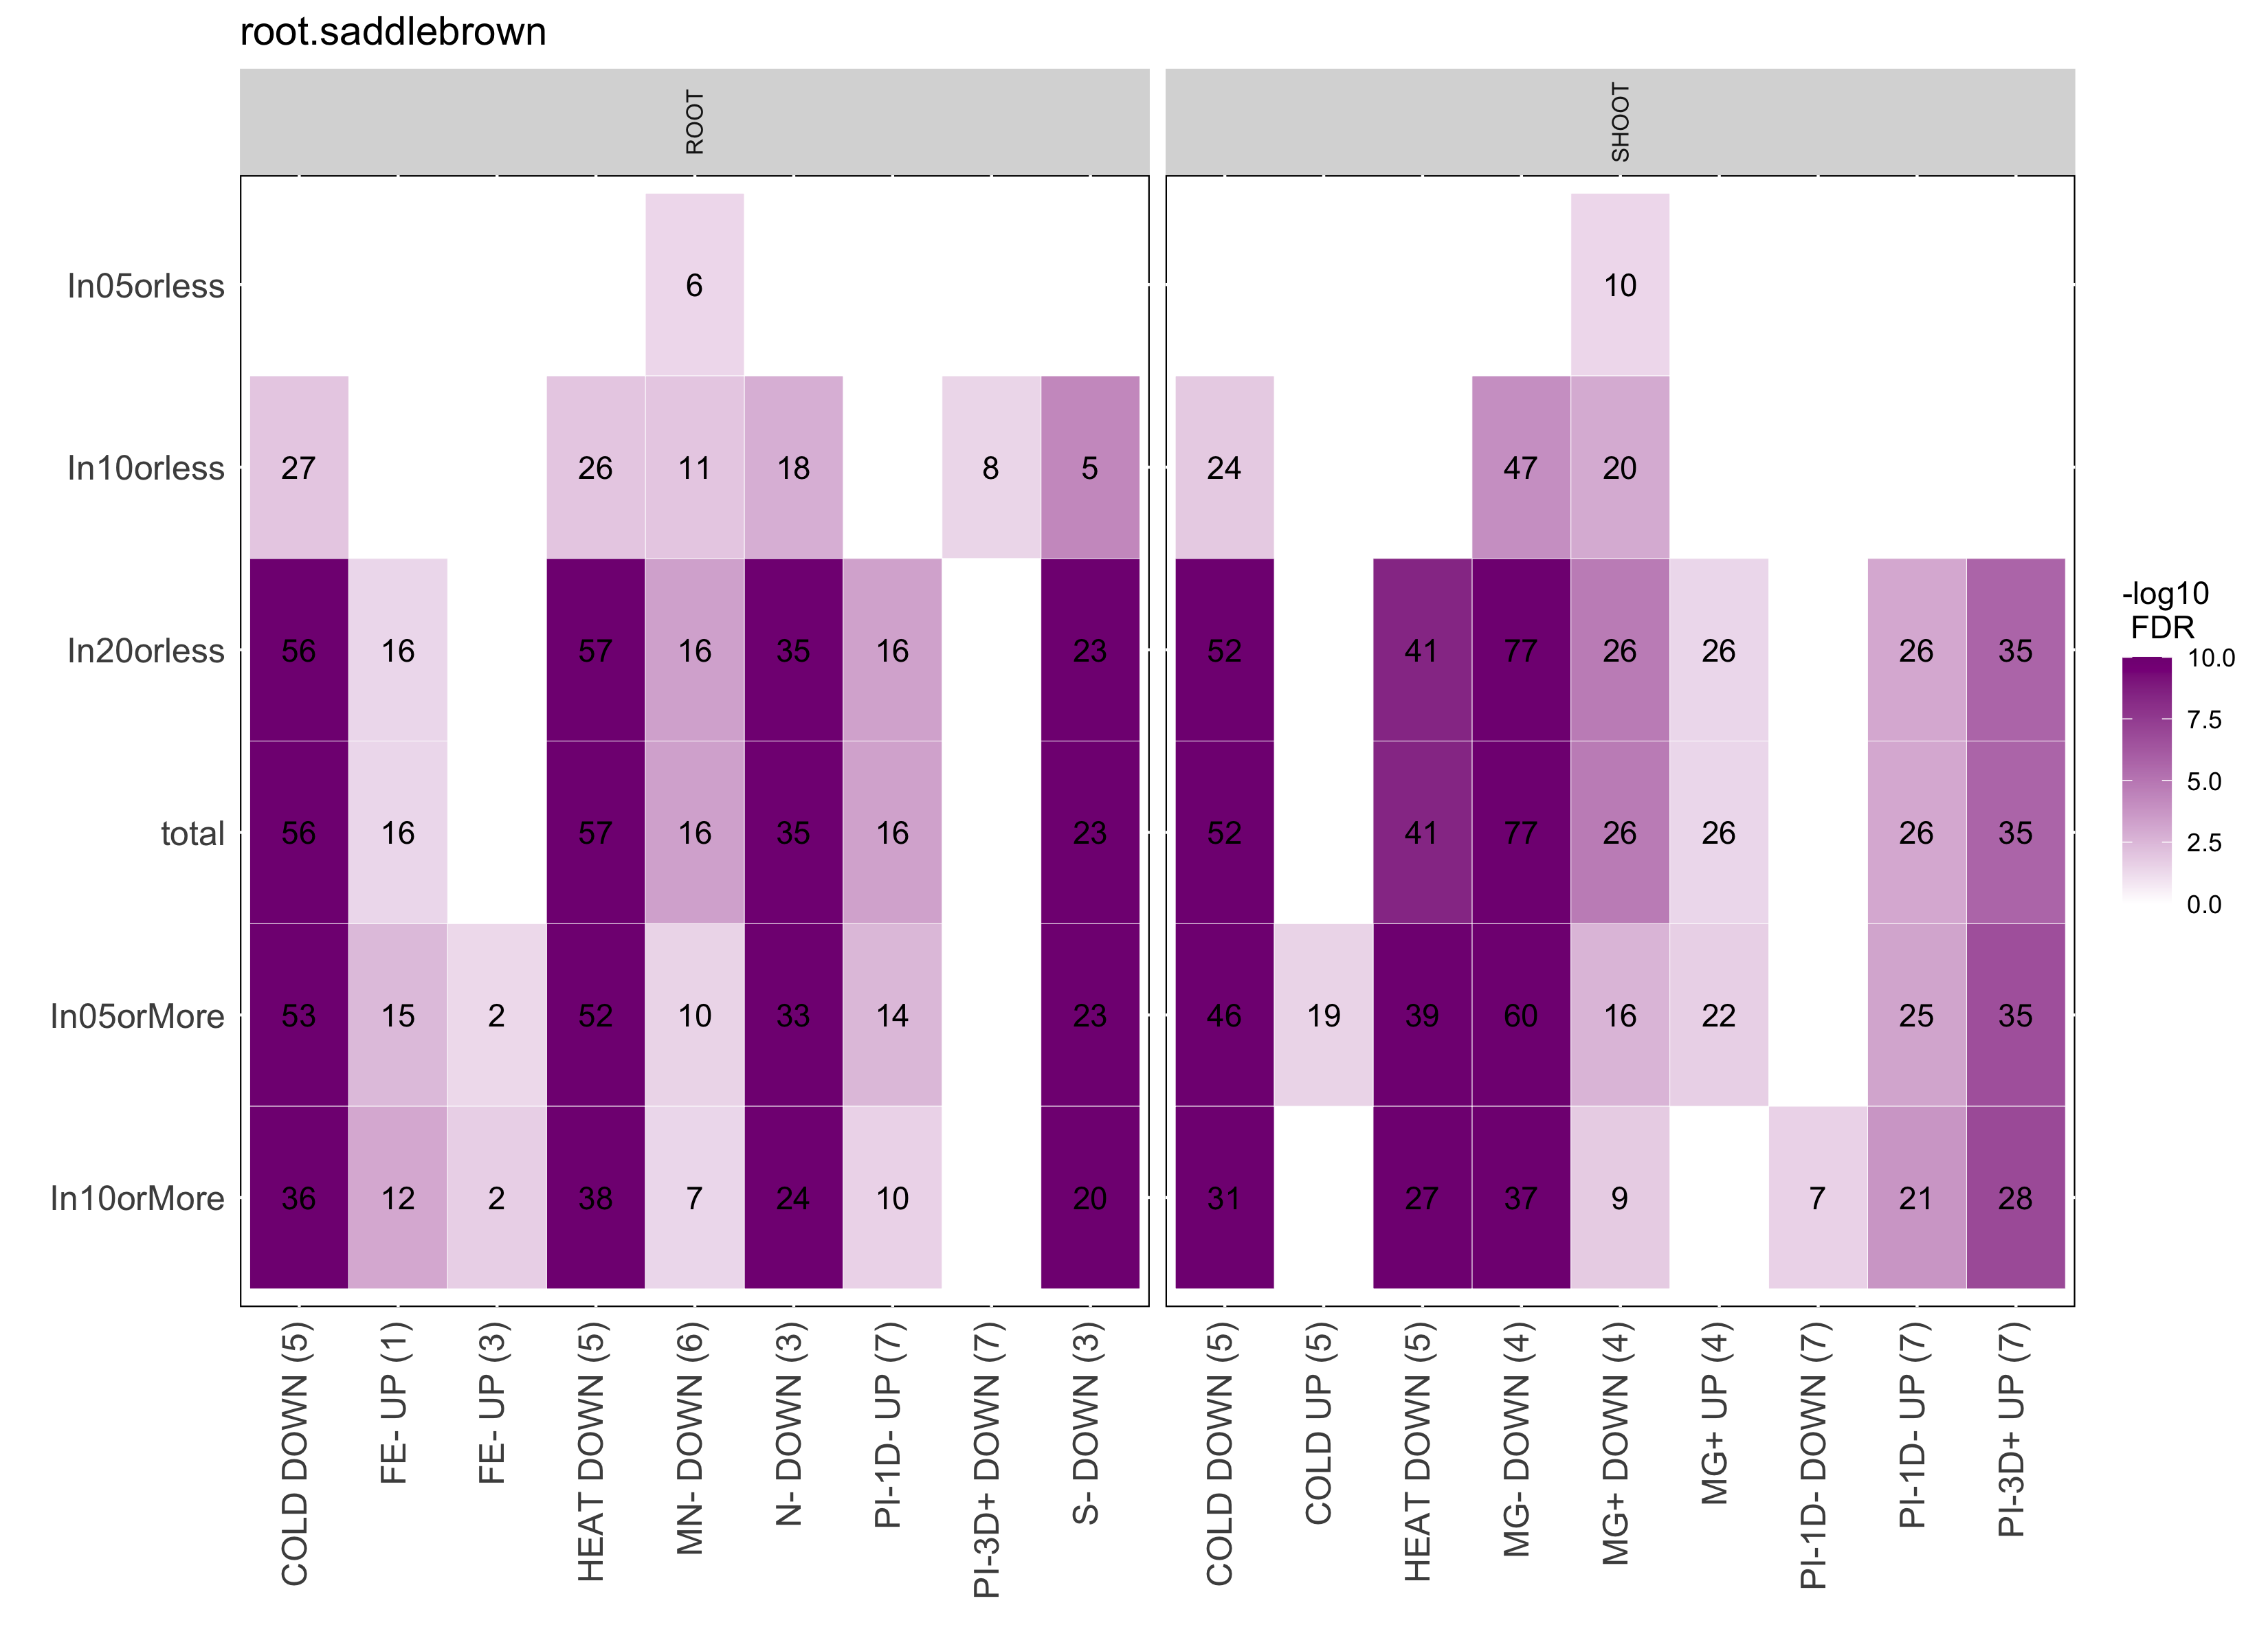 root.saddlebrown
ROOT
SHOOT
In05orless
6
10
In10orless
27
26
11
18
8
5
24
47
20
In20orless
56
16
57
16
35
16
23
52
41
77
26
26
26
35
total
56
16
57
16
35
16
23
52
41
77
26
26
26
35
In05orMore
53
15
2
52
10
33
14
23
46
19
39
60
16
22
25
35
In10orMore
36
12
2
38
7
24
10
20
31
27
37
9
7
21
28
COLD DOWN (5)
FE- UP (1)
FE- UP (3)
HEAT DOWN (5)
MN- DOWN (6)
N- DOWN (3)
PI-1D- UP (7)
PI-3D+ DOWN (7)
S- DOWN (3)
COLD DOWN (5)
COLD UP (5)
HEAT DOWN (5)
MG- DOWN (4)
MG+ DOWN (4)
MG+ UP (4)
PI-1D- DOWN (7)
PI-1D- UP (7)
PI-3D+ UP (7)
-log10
FDR
10.0
7.5
5.0
2.5
0.0